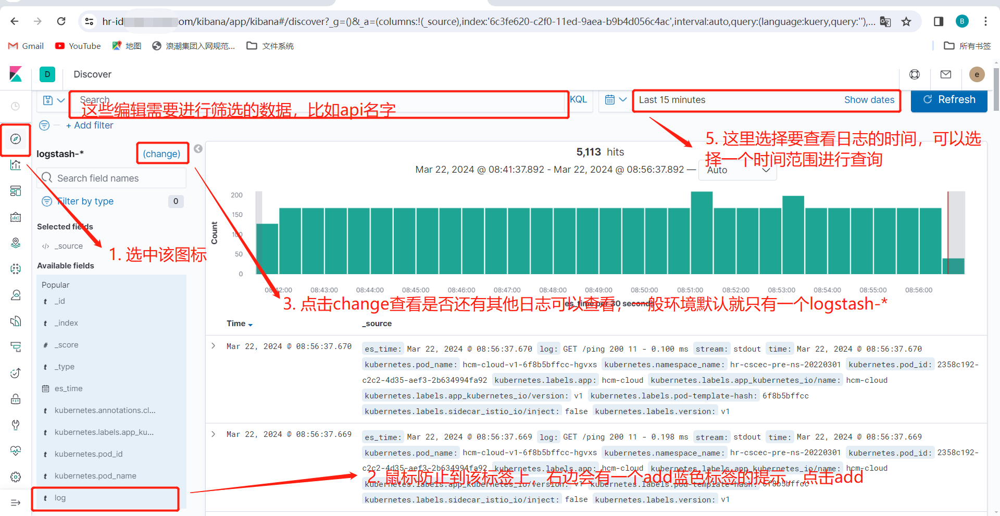 hr-id om/kibana/app/kibana#/discover?_g=()&_a=(columns:!(_source),index:'6c3fe620-c2f0-11ed-9aea-b9b4d056c4ac',interval:auto,query:(language:kuery,query:''),... B
Gmail YouTube 地图 浪潮集团入网规范... 文件系统 所有书签
D Discover e
Search KQL Last 15 minutes Show dates Refresh
这些编辑需要进行筛选的数据，比如api名字
+ Add filter
5. 这里选择要查看日志的时间，可以选
择一个时间范围进行查询
logstash-* (change)
5,113 hits
Mar 22, 2024 @ 08:41:37.892 - Mar 22, 2024 @ 08:56:37.892 — Auto
Search field names
Filter by type 0
Selected fields
_source
1. 选中该图标
Available fields
Popular
t _id
t _index
# _score
t _type
es_time
t kubernetes.annotations.cl...
t kubernetes.labels.app_ku...
t kubernetes.pod_id
t kubernetes.pod_name
t log
Count
200
150
100
50
0
08:42:00 08:43:00 08:44:00 08:45:00 08:46:00 08:47:00 08:48:00 08:49:00 08:50:00 08:51:00 08:52:00 08:53:00 08:54:00 08:55:00 08:56:00
es_time per 30 seconds
3. 点击change查看是否还有其他日志可以查看，一般环境默认就只有一个logstash-*
Time _source
Mar 22, 2024 @ 08:56:37.670 es_time: Mar 22, 2024 @ 08:56:37.670 log: GET /ping 200 11 - 0.100 ms stream: stdout time: Mar 22, 2024 @ 08:56:37.670
kubernetes.pod_name: hcm-cloud-v1-6f8b5bffcc-hgvxs kubernetes.namespace_name: hr-cscec-pre-ns-20220301 kubernetes.pod_id: 2358c192-
c2c2-4d35-aef3-2b634994fa92 kubernetes.labels.app: hcm-cloud kubernetes.labels.app_kubernetes_io/name: hcm-cloud
kubernetes.labels.app_kubernetes_io/version: v1 kubernetes.labels.pod-template-hash: 6f8b5bffcc
kubernetes.labels.sidecar_istio_io/inject: false kubernetes.labels.version: v1
Mar 22, 2024 @ 08:56:37.669 es_time: Mar 22, 2024 @ 08:56:37.669 log: GET /ping 200 11 - 0.198 ms stream: stdout time: Mar 22, 2024 @ 08:56:37.669
kubernetes.pod_name: hcm-cloud-v1-6f8b5bffcc-hgvxs kubernetes.namespace_name: hr-cscec-pre-ns-20220301 kubernetes.pod_id: 2358c192-
c2c2-4d35-aef3-2b634994fa92 kubernetes.labels.app: hcm-cloud kubernetes.labels.app_kubernetes_io/name: hcm-cloud
2. 鼠标防止到该标签上，右边会有一个add蓝色标签的提示，点击add
kubernetes.labels.app_kubernetes_io/version: v1 kubernetes.labels.pod-template-hash: 6f8b5bffcc
kubernetes.labels.sidecar_istio_io/inject: false kubernetes.labels.version: v1